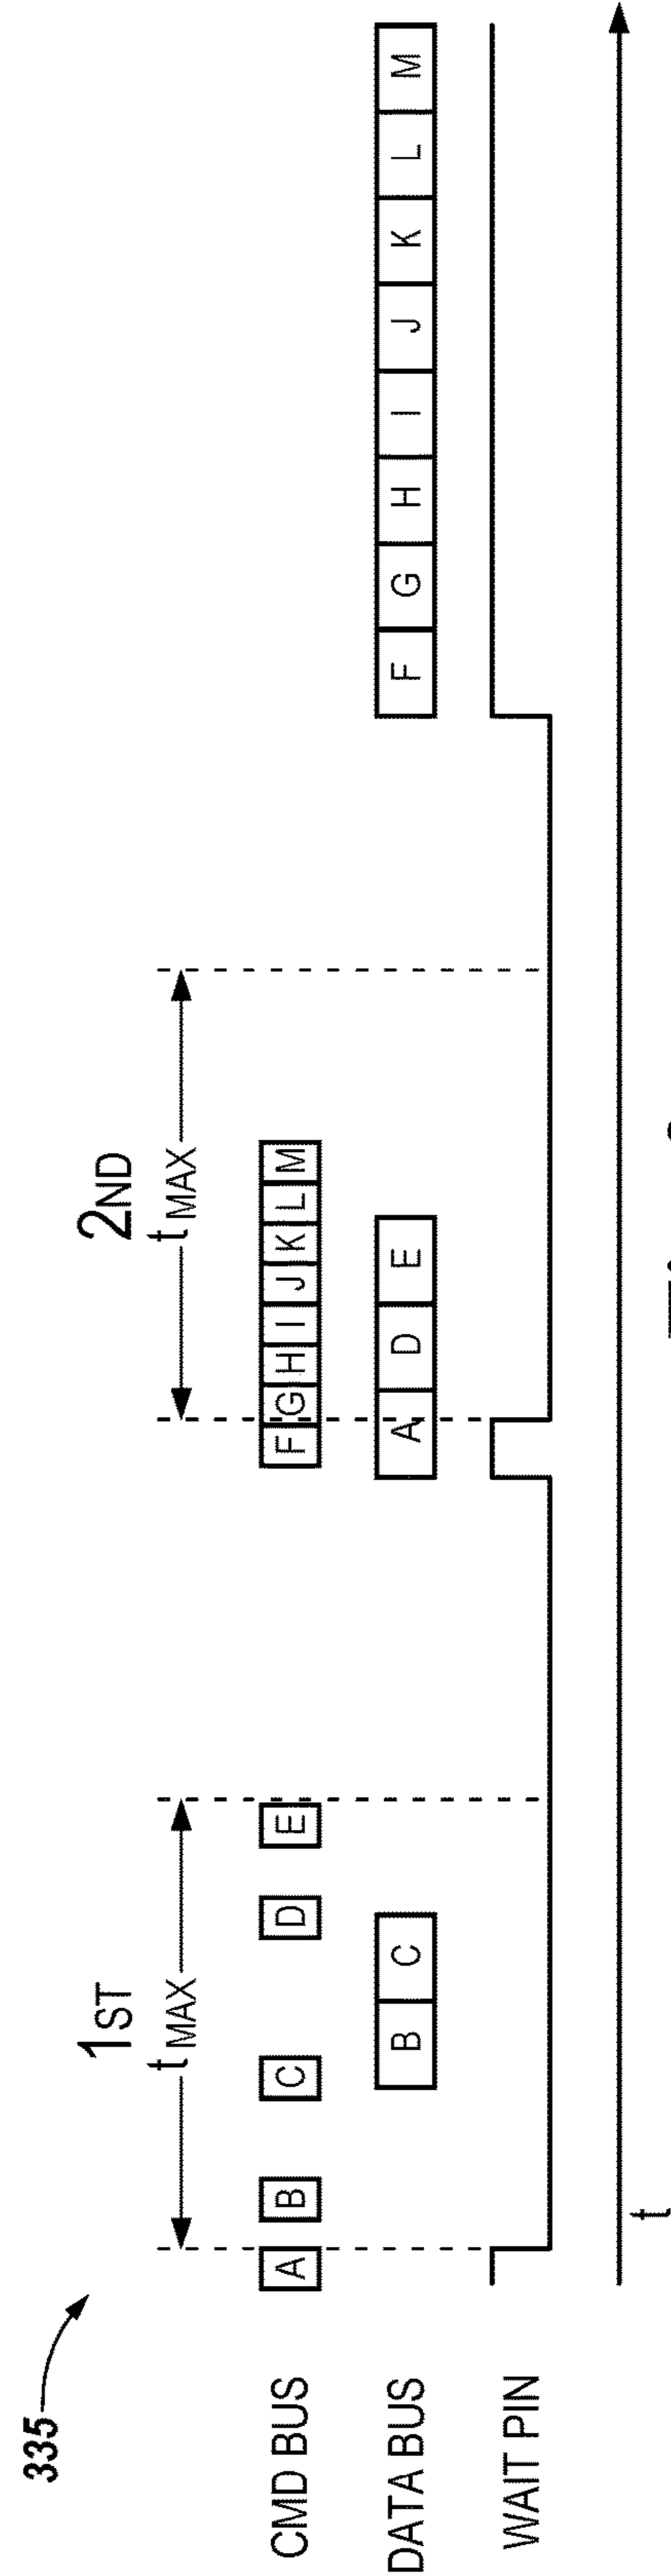 335
1ST 2ND
tMAX tMAX
CMD BUS A B C D E F G H I J K L M
DATA BUS B C A D E F G H I J K L M
WAIT PIN
t